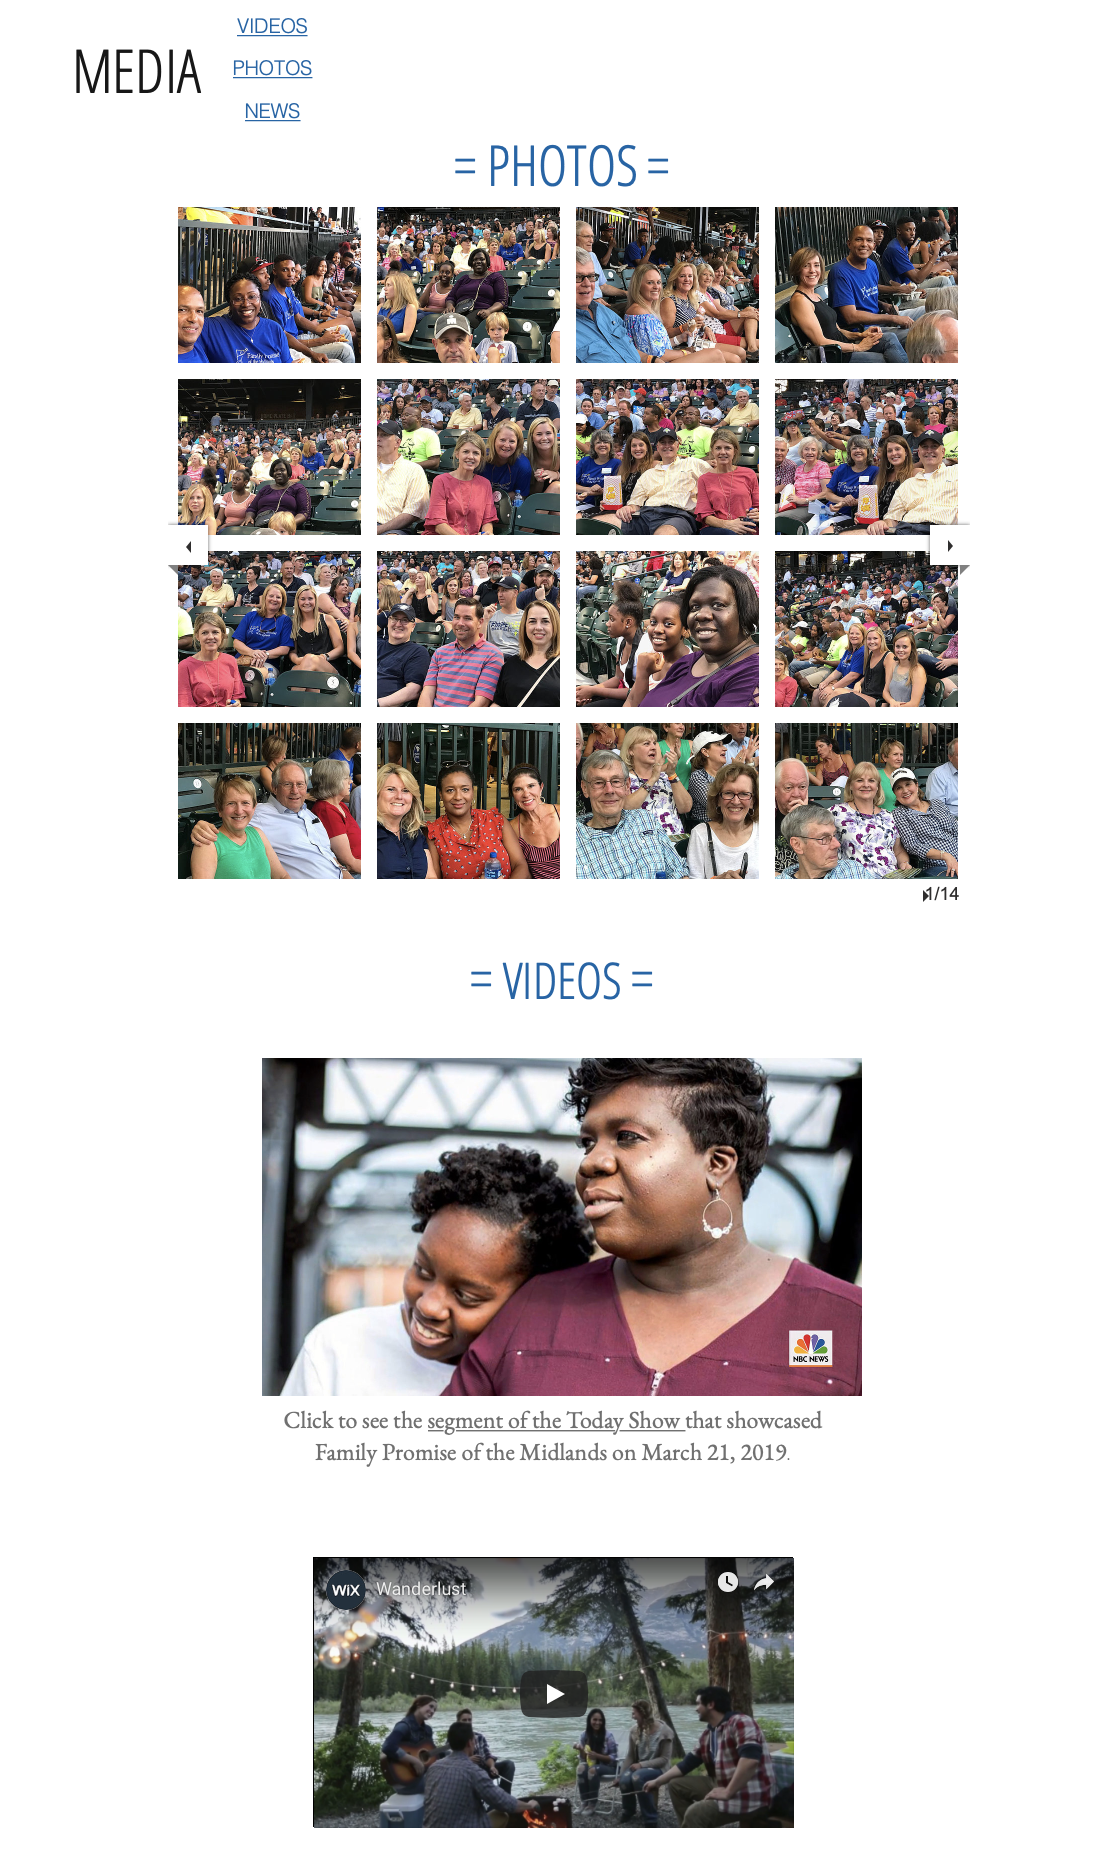 VIDEOS
MEDIA
PHOTOS
NEWS
= PHOTOS =
1/14
= VIDEOS =
NBC NEWS
Click to see the segment of the Today Show that showcased
Family Promise of the Midlands on March 21, 2019.
WiX
Wanderlust